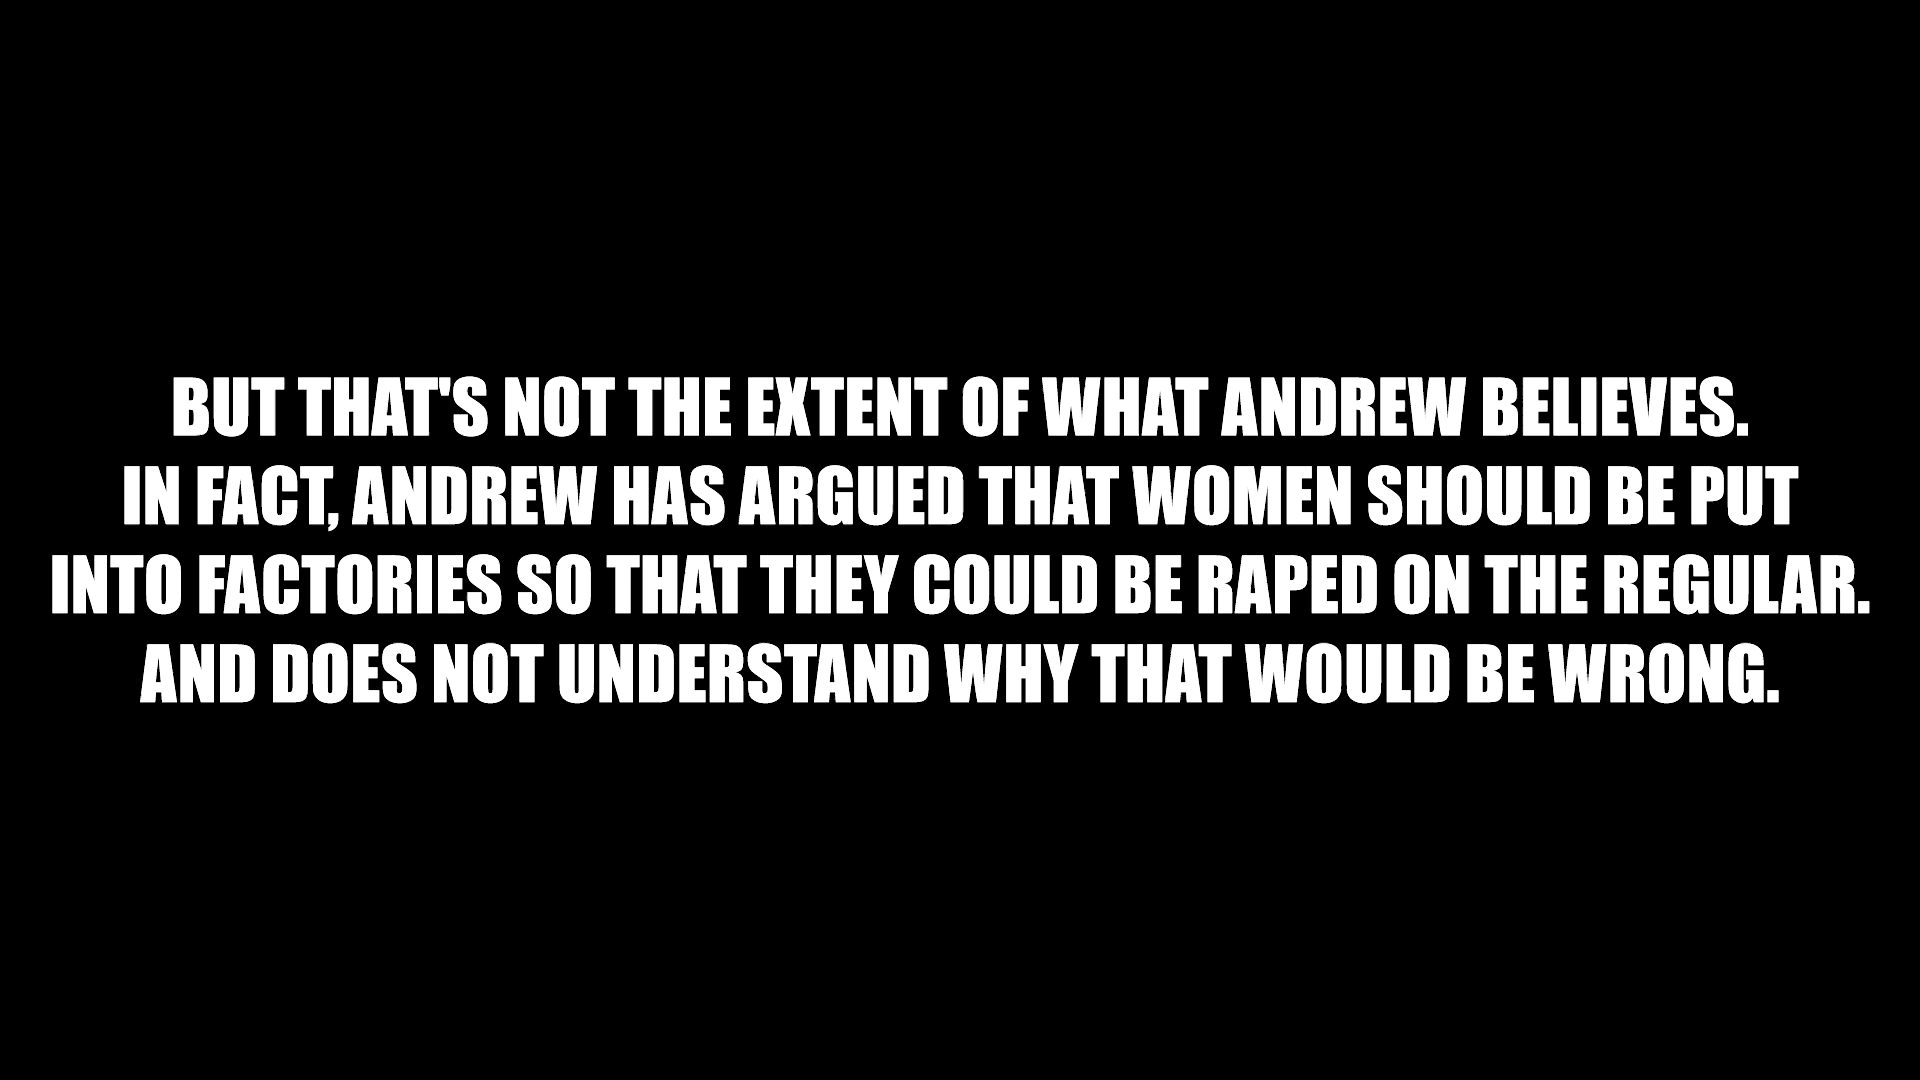 BUT THAT'S NOT THE EXTENT OF WHAT ANDREW BELIEVES.
IN FACT, ANDREW HAS ARGUED THAT WOMEN SHOULD BE PUT
INTO FACTORIES SO THAT THEY COULD BE RAPED ON THE REGULAR.
AND DOES NOT UNDERSTAND WHY THAT WOULD BE WRONG.